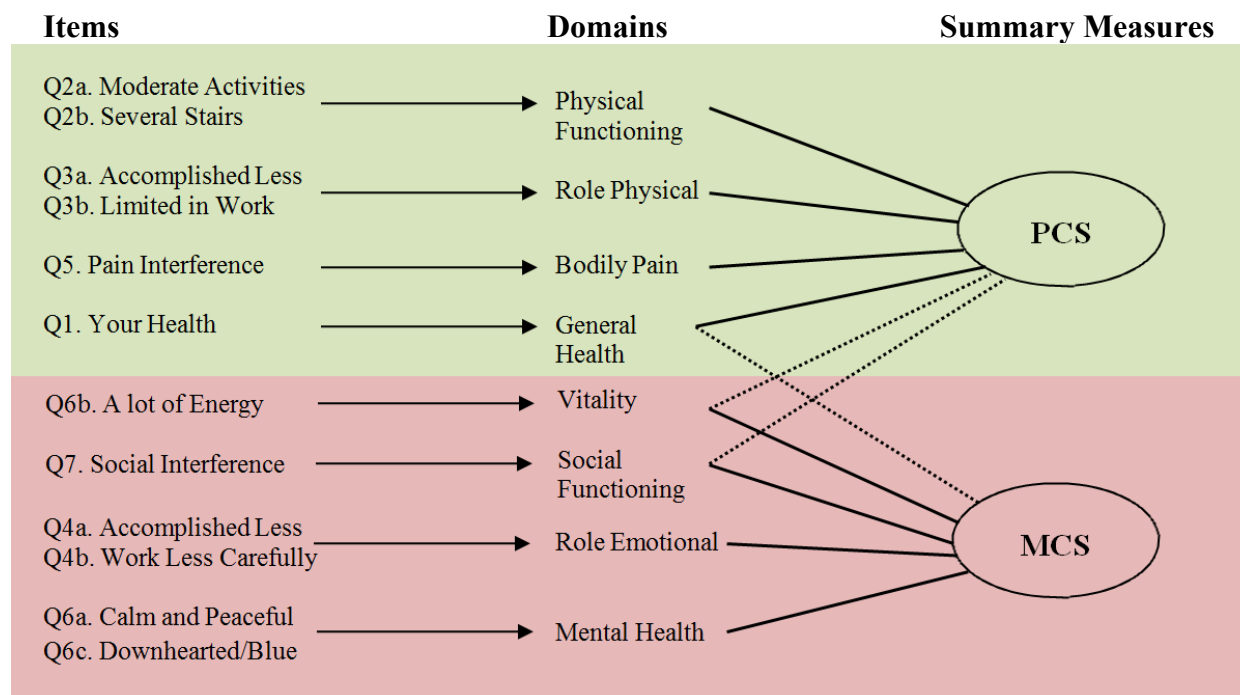 Items Domains Summary Measures
Q2a. Moderate Activities
Q2b. Several Stairs
Physical
Functioning
Q3a. Accomplished Less
Q3b. Limited in Work
Role Physical
PCS
Q5. Pain Interference
Bodily Pain
Q1. Your Health
General
Health
Q6b. A lot of Energy
Vitality
Q7. Social Interference
Social
Functioning
Q4a. Accomplished Less
Q4b. Work Less Carefully
Role Emotional
MCS
Q6a. Calm and Peaceful
Q6c. Downhearted/Blue
Mental Health